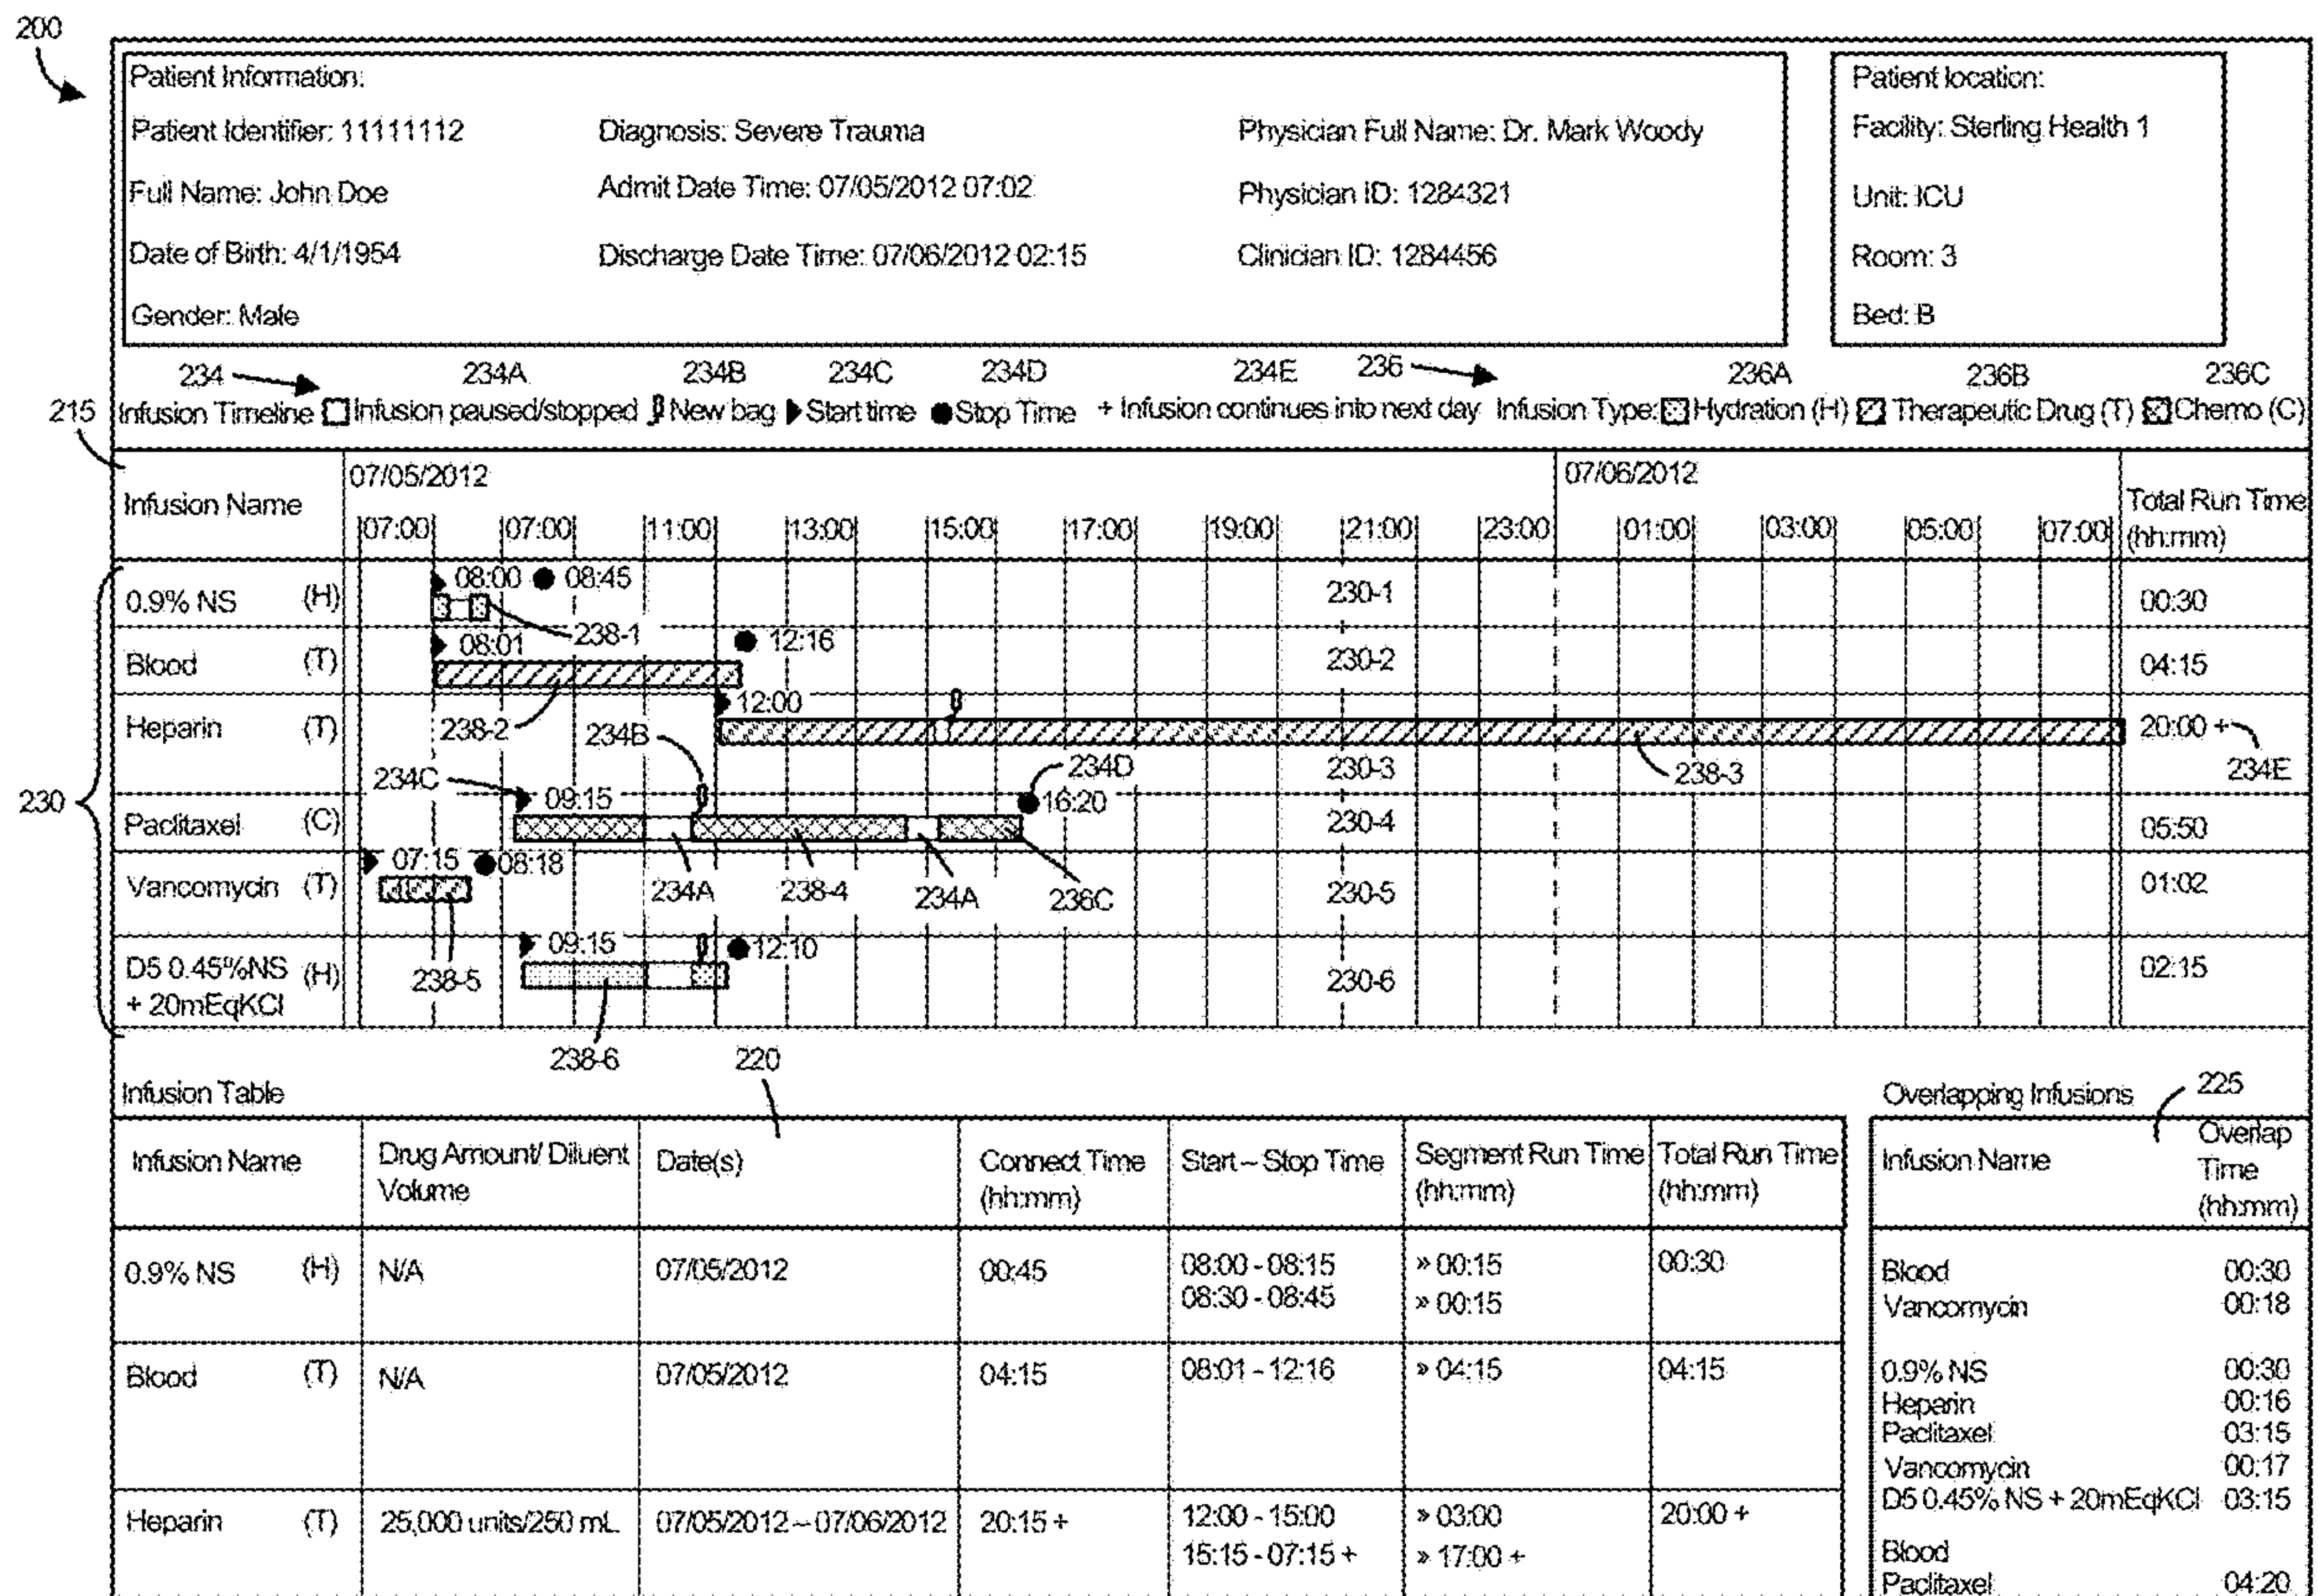 200
Patient Information:
Patient Identifier: 11111112 Diagnosis: Severe Trauma Physician Full Name: Dr. Mark Woody
Full Name: John Doe Admit Date Time: 07/05/2012 07:02 Physician ID: 1284321
Date of Birth: 4/1/1954 Discharge Date Time: 07/06/2012 02:15 Clinician ID: 1284456
Gender: Male
Patient location:
Facility: Sterling Health 1
Unit: ICU
Room: 3
Bed: B
234 234A 234B 234C 234D 234E 236 236A 236B 236C
215
Infusion Timeline Infusion paused/stopped New bag Start time Stop Time + Infusion continues into next day Infusion Type: Hydration (H) Therapeutic Drug (T) Chemo (C)
Infusion Name 07/05/2012 07/06/2012 Total Run Time (hh:mm)
07:00 07:00 11:00 13:00 15:00 17:00 19:00 21:00 23:00 01:00 03:00 05:00 07:00
230
0.9% NS (H) 08:00 08:45 238-1 230-1 00:30
Blood (T) 08:01 12:16 238-2 230-2 04:15
Heparin (T) 12:00 234B 230-3 238-3 20:00 + 234E
Paclitaxel (C) 234C 09:15 234D 16:20 234A 238-4 234A 236C 230-4 05:50
Vancomycin (T) 07:15 08:18 238-5 230-5 01:02
D5 0.45%NS (H) 09:15 12:10 230-6 02:15
+ 20mEqKCl
238-6 220
Infusion Table
Infusion Name Drug Amount/ Diluent Volume Date(s) Connect Time (hh:mm) Start – Stop Time Segment Run Time (hh:mm) Total Run Time (hh:mm)
0.9% NS (H) N/A 07/05/2012 00:45 08:00 - 08:15 » 00:15 00:30
08:30 - 08:45 » 00:15
Blood (T) N/A 07/05/2012 04:15 08:01 - 12:16 » 04:15 04:15
Heparin (T) 25,000 units/250 mL 07/05/2012 – 07/06/2012 20:15 + 12:00 - 15:00 » 03:00 20:00 +
15:15 - 07:15 + » 17:00 +
Overlapping Infusions 225
Infusion Name Overlap Time (hh:mm)
Blood 00:30
Vancomycin 00:18
0.9% NS 00:30
Heparin 00:16
Paclitaxel 03:15
Vancomycin 00:17
D5 0.45% NS + 20mEqKCl 03:15
Blood
Paclitaxel 04:20